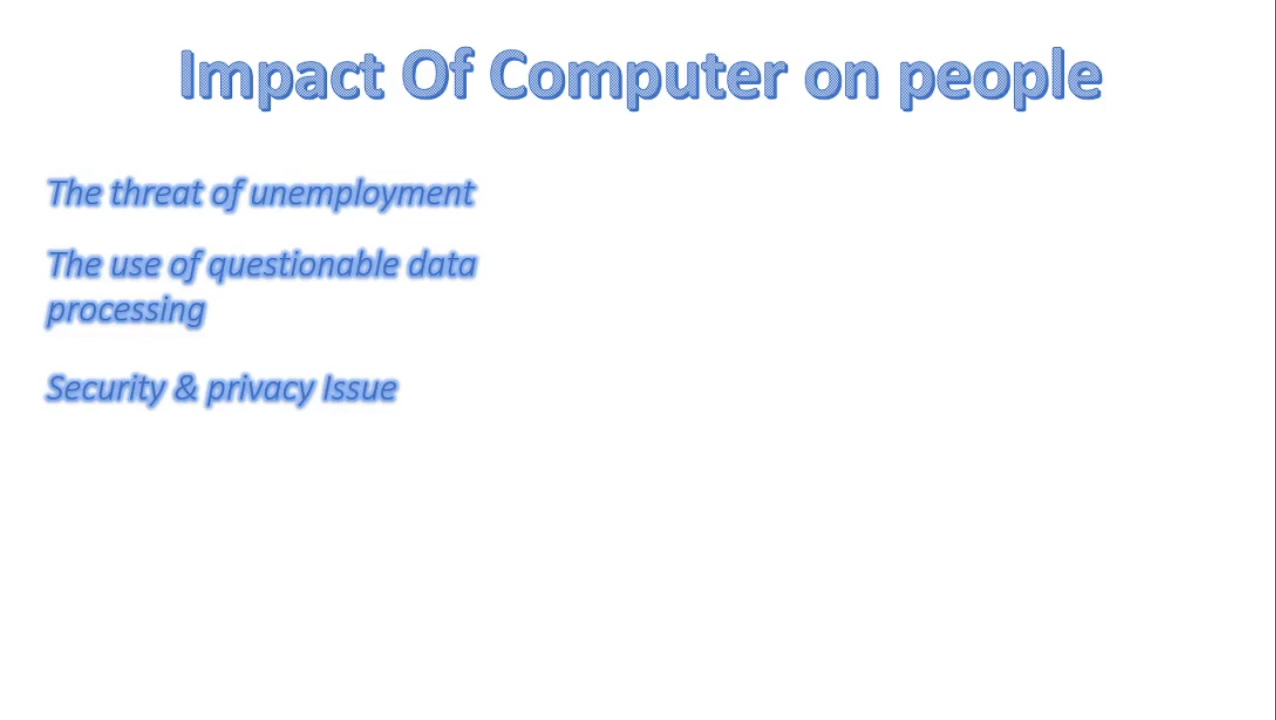 Impact Of Computer on people
The threat of unemployment
The use of questionable data
processing
Security & privacy Issue